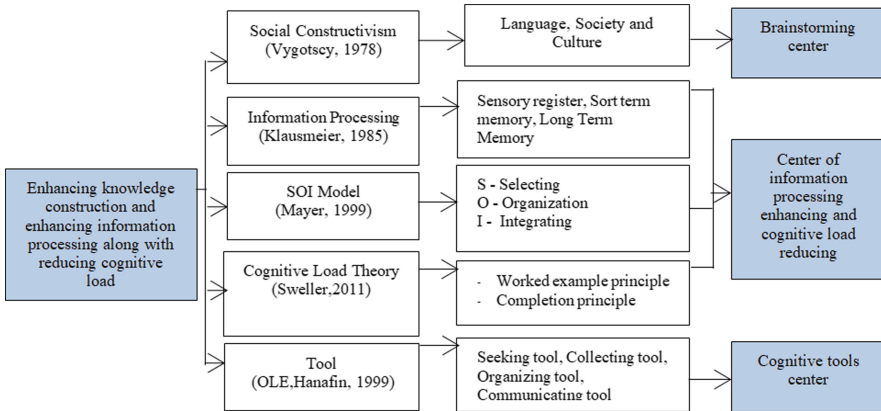 Enhancing knowledge
construction and
enhancing information
processing along with
reducing cognitive
load
Social Constructivism
(Vygotscy, 1978)
Language, Society and
Culture
Brainstorming
center
Information Processing
(Klausmeier, 1985)
Sensory register, Sort term
memory, Long Term
Memory
SOI Model
(Mayer, 1999)
S - Selecting
O - Organization
I - Integrating
Center of
information
processing
enhancing and
cognitive load
reducing
Cognitive Load Theory
(Sweller,2011)
- Worked example principle
- Completion principle
Tool
(OLE,Hanafin, 1999)
Seeking tool, Collecting tool,
Organizing tool,
Communicating tool
Cognitive tools
center